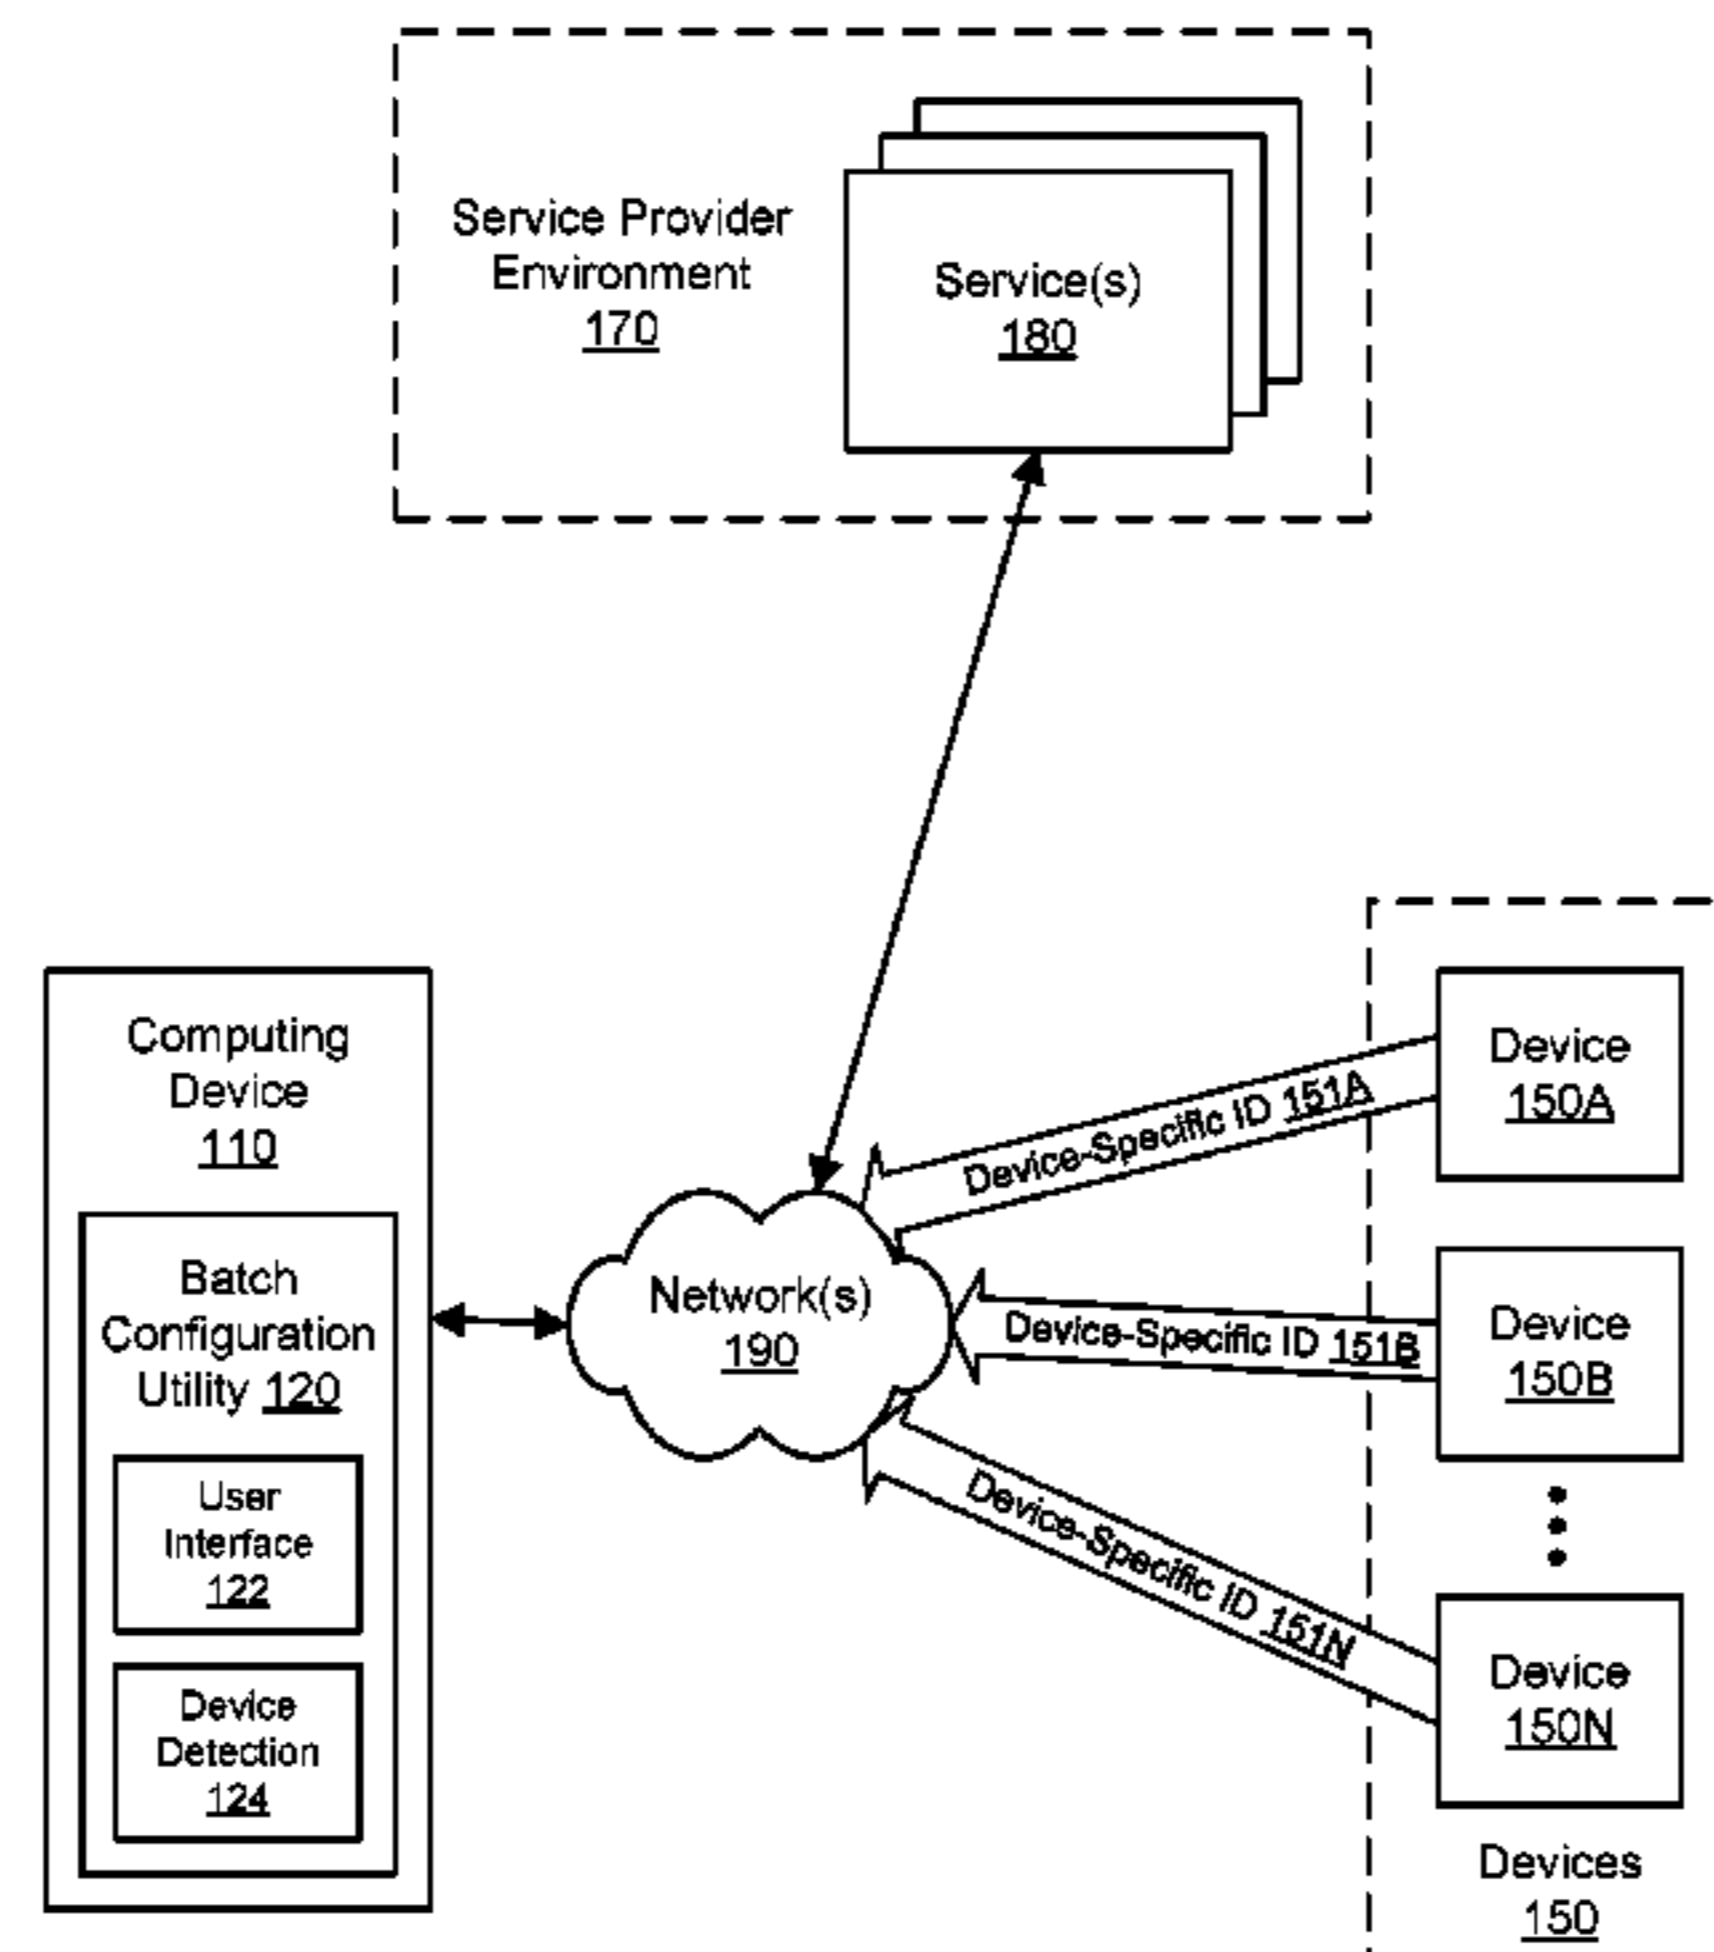 Service Provider
Environment
170
Service(s)
180
Computing
Device
110
Batch
Configuration
Utility 120
User
Interface
122
Device
Detection
124
Network(s)
190
Device-Specific ID 151A
Device-Specific ID 151B
Device-Specific ID 151N
Device
150A
Device
150B
Device
150N
Devices
150